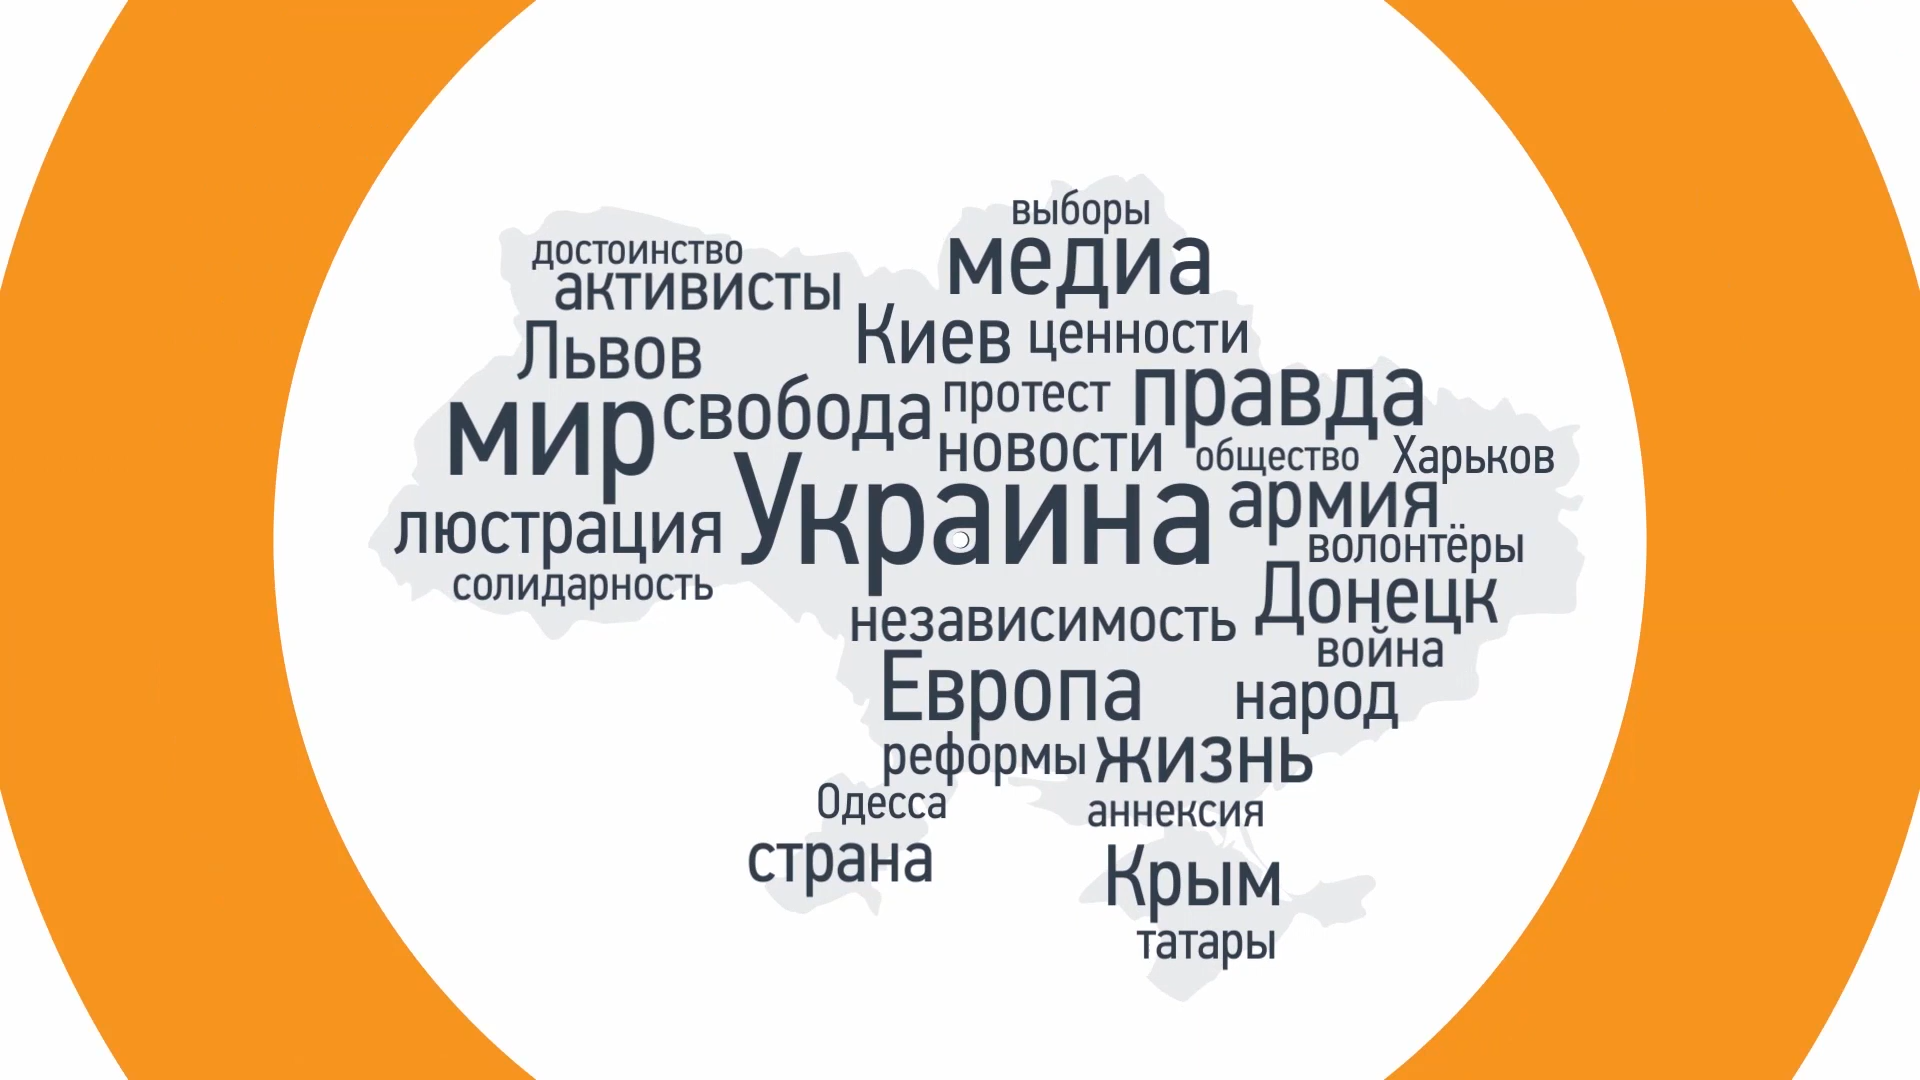 выборы
достоинство
медиа
активисты
Киев ценности
Львов
протест правда
мир свобода
новости общество Харьков
Украина армия
люстрация
волонтёры
солидарность
Донецк
независимость
война
Европа народ
реформы жизнь
Одесса аннексия
страна Крым
татары